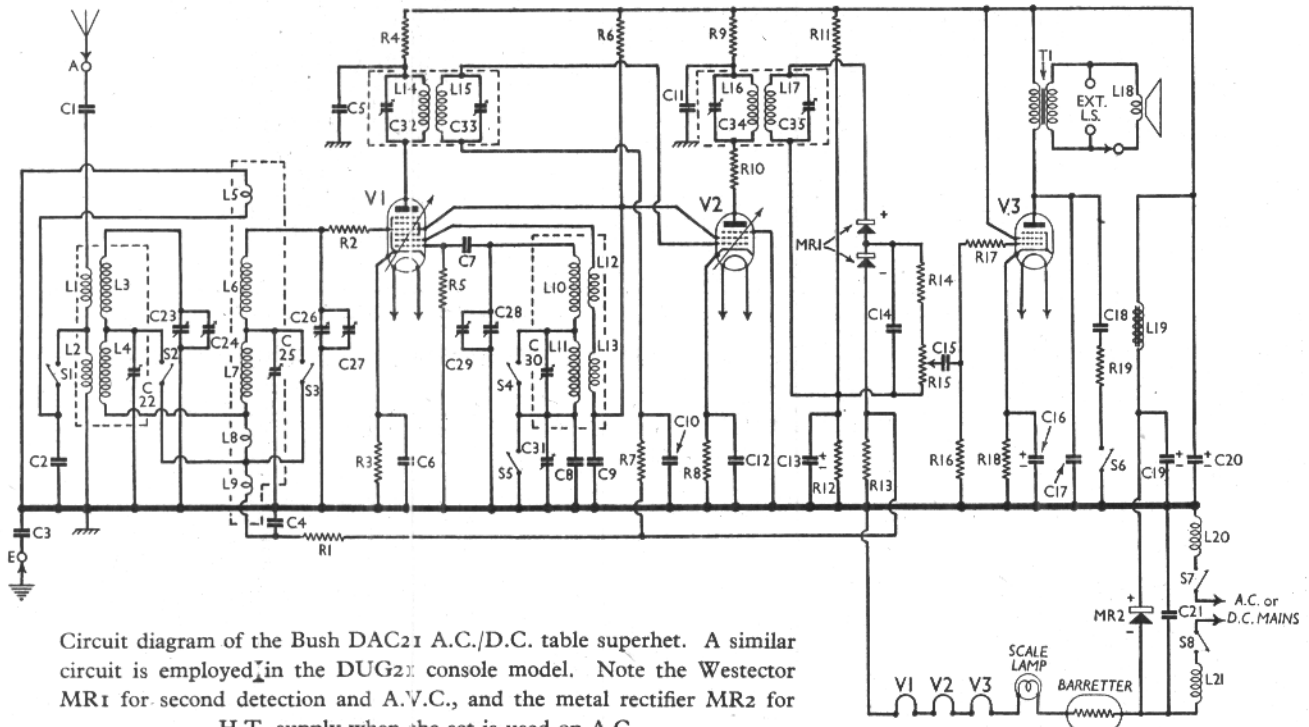 R4
R6
R9
R11
A
C1
C5
L14
L15
C32
C33
C11
L16
L17
C34
C35
T1
EXT.
L.S.
L18
R10
L5
V1
V2
V3
+
MR1
−
R2
C7
R5
R14
C14
C15
R15
R17
C18
R19
L19
L1
L3
L6
L10
L12
C23
C24
C26
C27
C28
C29
L2
L4
S1
S2
C
22
L7
C
25
S3
S4
C
30
L11
L13
L8
L9
C2
R3
C6
S5
C31
C8
C9
R7
C10
R8
C12
C13
+
−
R12
R13
R16
R18
C16
+
−
C17
S6
C19
+
−
C20
+
−
C3
E
C4
R1
L20
S7
A.C. or
D.C. MAINS
S8
L21
MR2
+
−
C21
V1 V2 V3
SCALE
LAMP
BARRETTER
Circuit diagram of the Bush DAC21 A.C./D.C. table superhet. A similar
circuit is employed in the DUG21 console model. Note the Westector
MR1 for second detection and A.V.C., and the metal rectifier MR2 for
H.T. supply when the set is used on A.C.